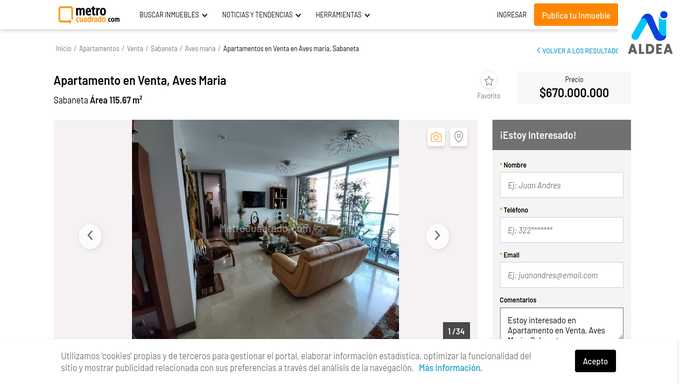 metro
cuadrado.com
BUSCAR INMUEBLES
NOTICIAS Y TENDENCIAS
HERRAMIENTAS
INGRESAR
Publica tu Inmueble
ALDEA
Inicio / Apartamentos / Venta / Sabaneta / Aves maria / Apartamentos en Venta en Aves maria, Sabaneta
VOLVER A LOS RESULTADO
Apartamento en Venta, Aves Maria
Sabaneta Área 115.67 m²
Favorito
Precio
$670.000.000
Metrocuadrado.com
1 / 34
¡Estoy Interesado!
* Nombre
Ej: Juan Andres
* Teléfono
Ej: 322*******
* Email
Ej: juanandres@email.com
Comentarios
Estoy interesado en
Apartamento en Venta, Aves
Utilizamo 'cookies' propias y de terceros para gestionar el portal, elaborar información estadística, optimizar la funcionalidad del
sitio y mostrar publicidad relacionada con sus preferencias a través del análisis de la navegación. Más Información.
Acepto